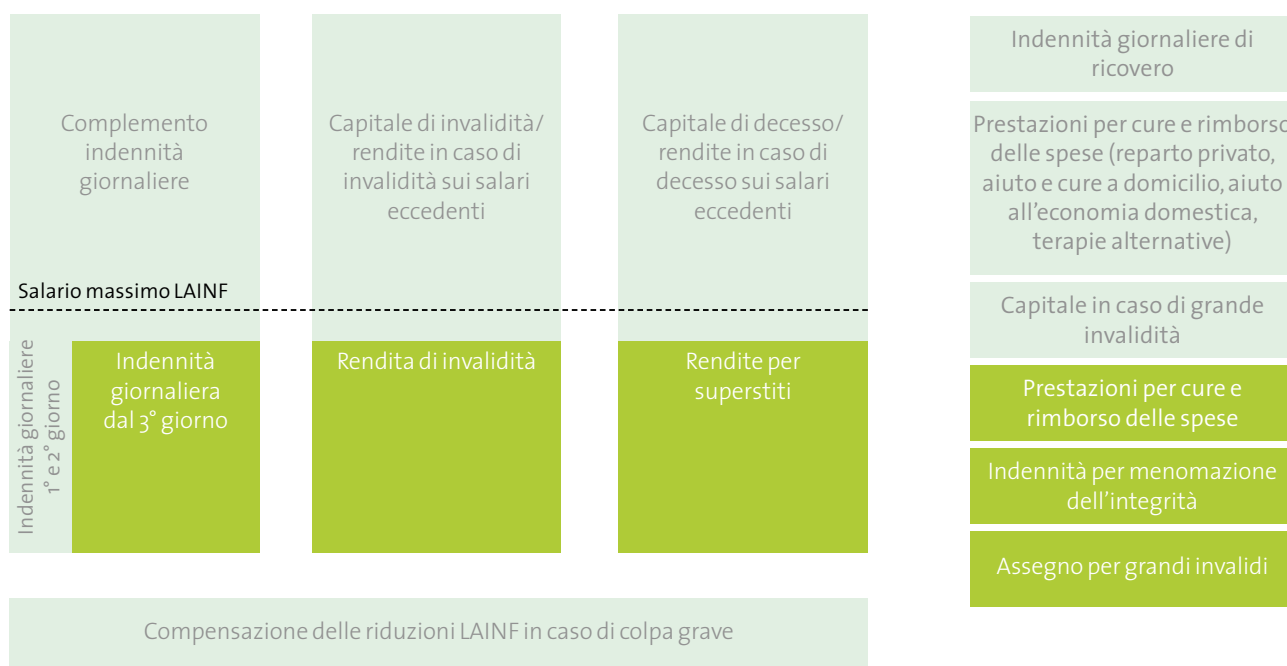 Complemento
indennità
giornaliere
Capitale di invalidità/
rendite in caso di
invalidità sui salari
eccedenti
Capitale di decesso/
rendite in caso di
decesso sui salari
eccedenti
Salario massimo LAINF
Indennità giornaliere
1° e 2° giorno
Indennità
giornaliera
dal 3° giorno
Rendita di invalidità
Rendite per
superstiti
Compensazione delle riduzioni LAINF in caso di colpa grave
Indennità giornaliere di
ricovero
Prestazioni per cure e rimborso
delle spese (reparto privato,
aiuto e cure a domicilio, aiuto
all’economia domestica,
terapie alternative)
Capitale in caso di grande
invalidità
Prestazioni per cure e
rimborso delle spese
Indennità per menomazione
dell’integrità
Assegno per grandi invalidi